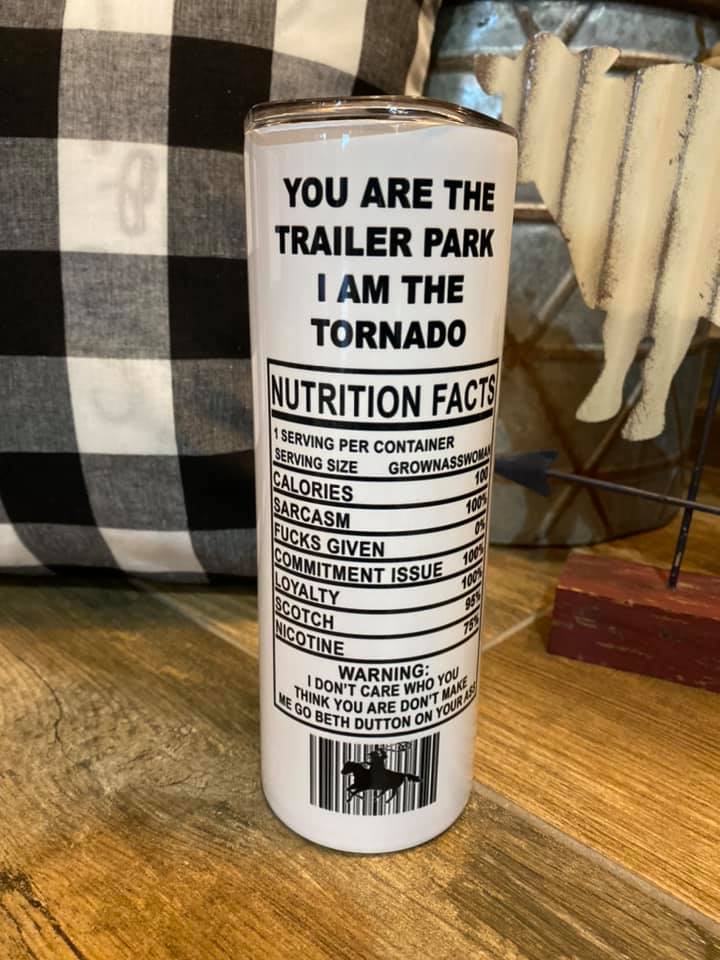 YOU ARE THE
TRAILER PARK
I AM THE
TORNADO
NUTRITION FACTS
1 SERVING PER CONTAINER
SERVING SIZE GROWNASSWOMAN
CALORIES 100
SARCASM 100%
FUCKS GIVEN 0%
COMMITMENT ISSUE 100%
LOYALTY 100%
SCOTCH 95%
NICOTINE 75%
WARNING:
I DON'T CARE WHO YOU
THINK YOU ARE DON'T MAKE
ME GO BETH DUTTON ON YOUR ASS